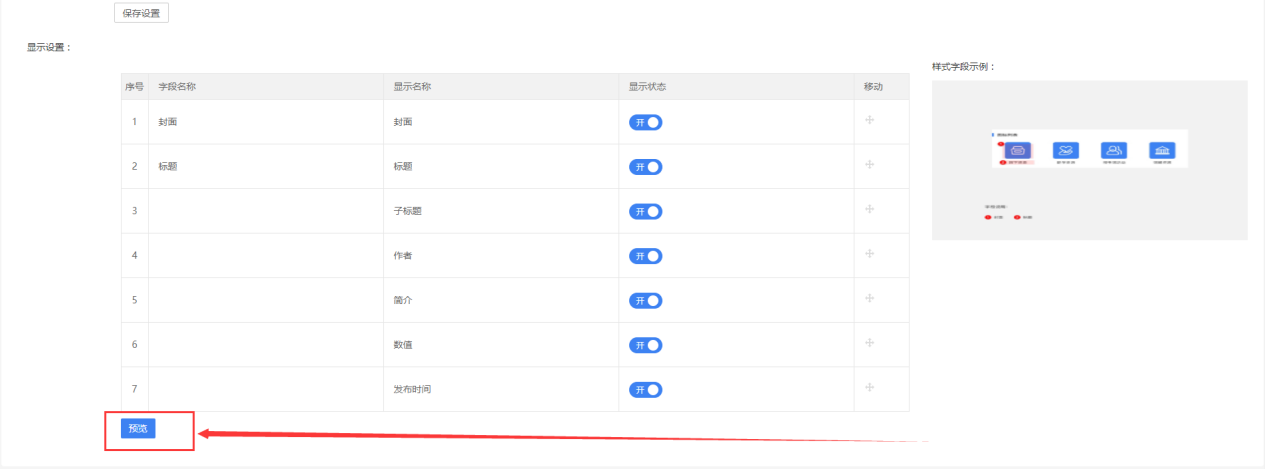 保存设置
显示设置：
样式字段示例：
序号 字段名称 显示名称 显示状态 移动
1 封面 封面 开
2 标题 标题 开
3 子标题 开
4 作者 开
5 简介 开
6 数值 开
7 发布时间 开
预览